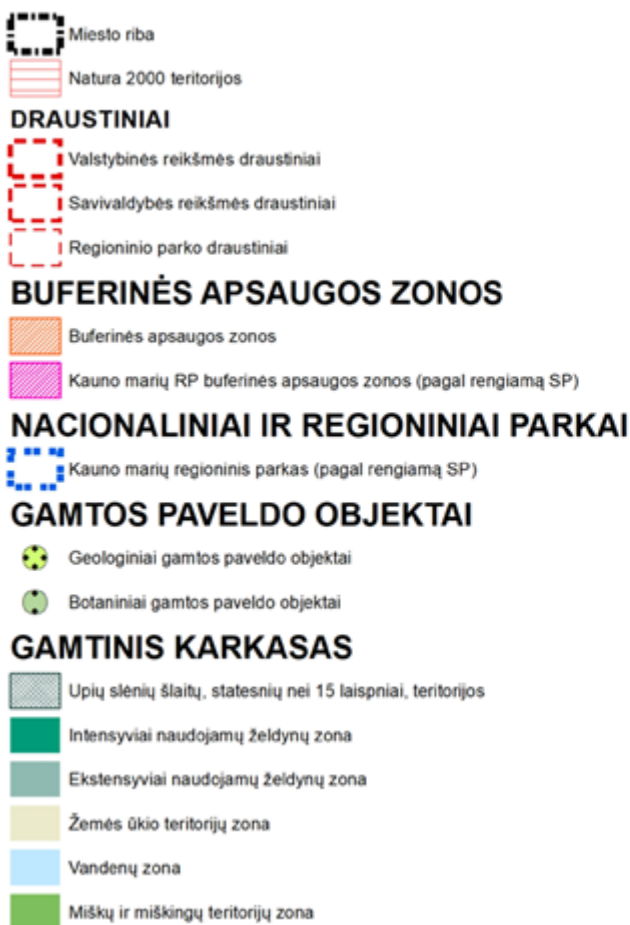 Miesto riba
Natura 2000 teritorijos
DRAUSTINIAI
Valstybinės reikšmės draustiniai
Savivaldybės reikšmės draustiniai
Regioninio parko draustiniai
BUFERINĖS APSAUGOS ZONOS
Buferinės apsaugos zonos
Kauno marių RP buferinės apsaugos zonos (pagal rengiamą SP)
NACIONALINIAI IR REGIONINIAI PARKAI
Kauno marių regioninis parkas (pagal rengiamą SP)
GAMTOS PAVELDO OBJEKTAI
Geologiniai gamtos paveldo objektai
Botaniniai gamtos paveldo objektai
GAMTINIS KARKASAS
Upių slėnių šlaitų, statesnių nei 15 laispniai, teritorijos
Intensyviai naudojamų želdynų zona
Ekstensyviai naudojamų želdynų zona
Žemės ūkio teritorijų zona
Vandenų zona
Miškų ir miškingų teritorijų zona